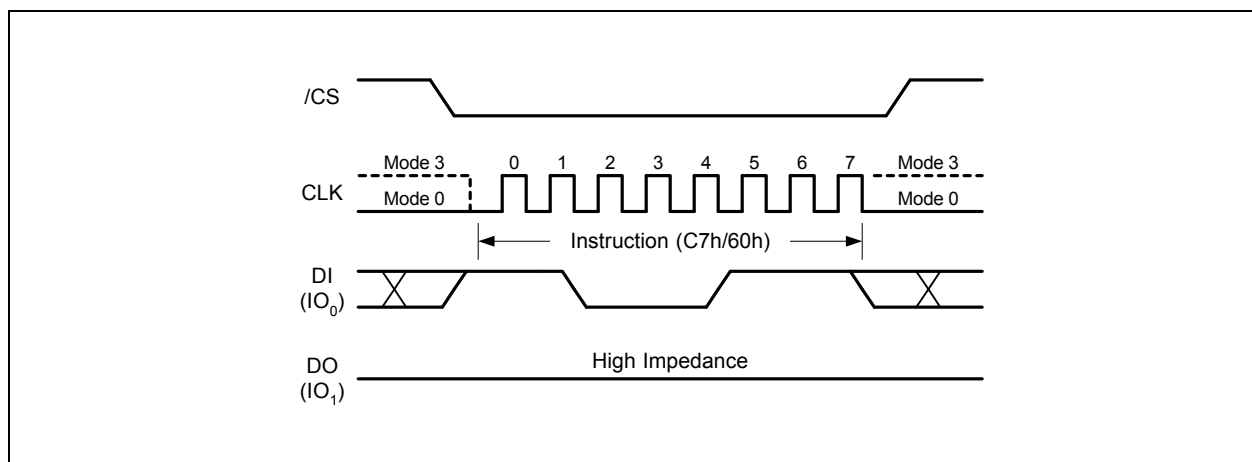 /CS
Mode 3 0 1 2 3 4 5 6 7 Mode 3
CLK
Mode 0 Mode 0
Instruction (C7h/60h)
DI
(IO₀)
High Impedance
DO
(IO₁)